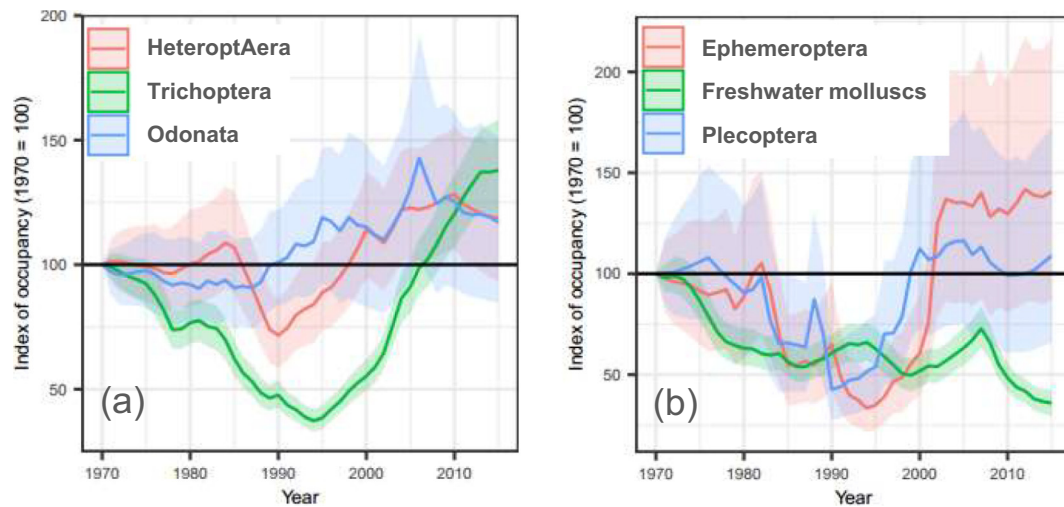 HeteroptAera
Trichoptera
Odonata
Index of occupancy (1970 = 100)
200
150
100
50
(a)
1970 1980 1990 2000 2010
Year
Ephemeroptera
Freshwater molluscs
Plecoptera
Index of occupancy (1970 = 100)
200
150
100
50
(b)
1970 1980 1990 2000 2010
Year